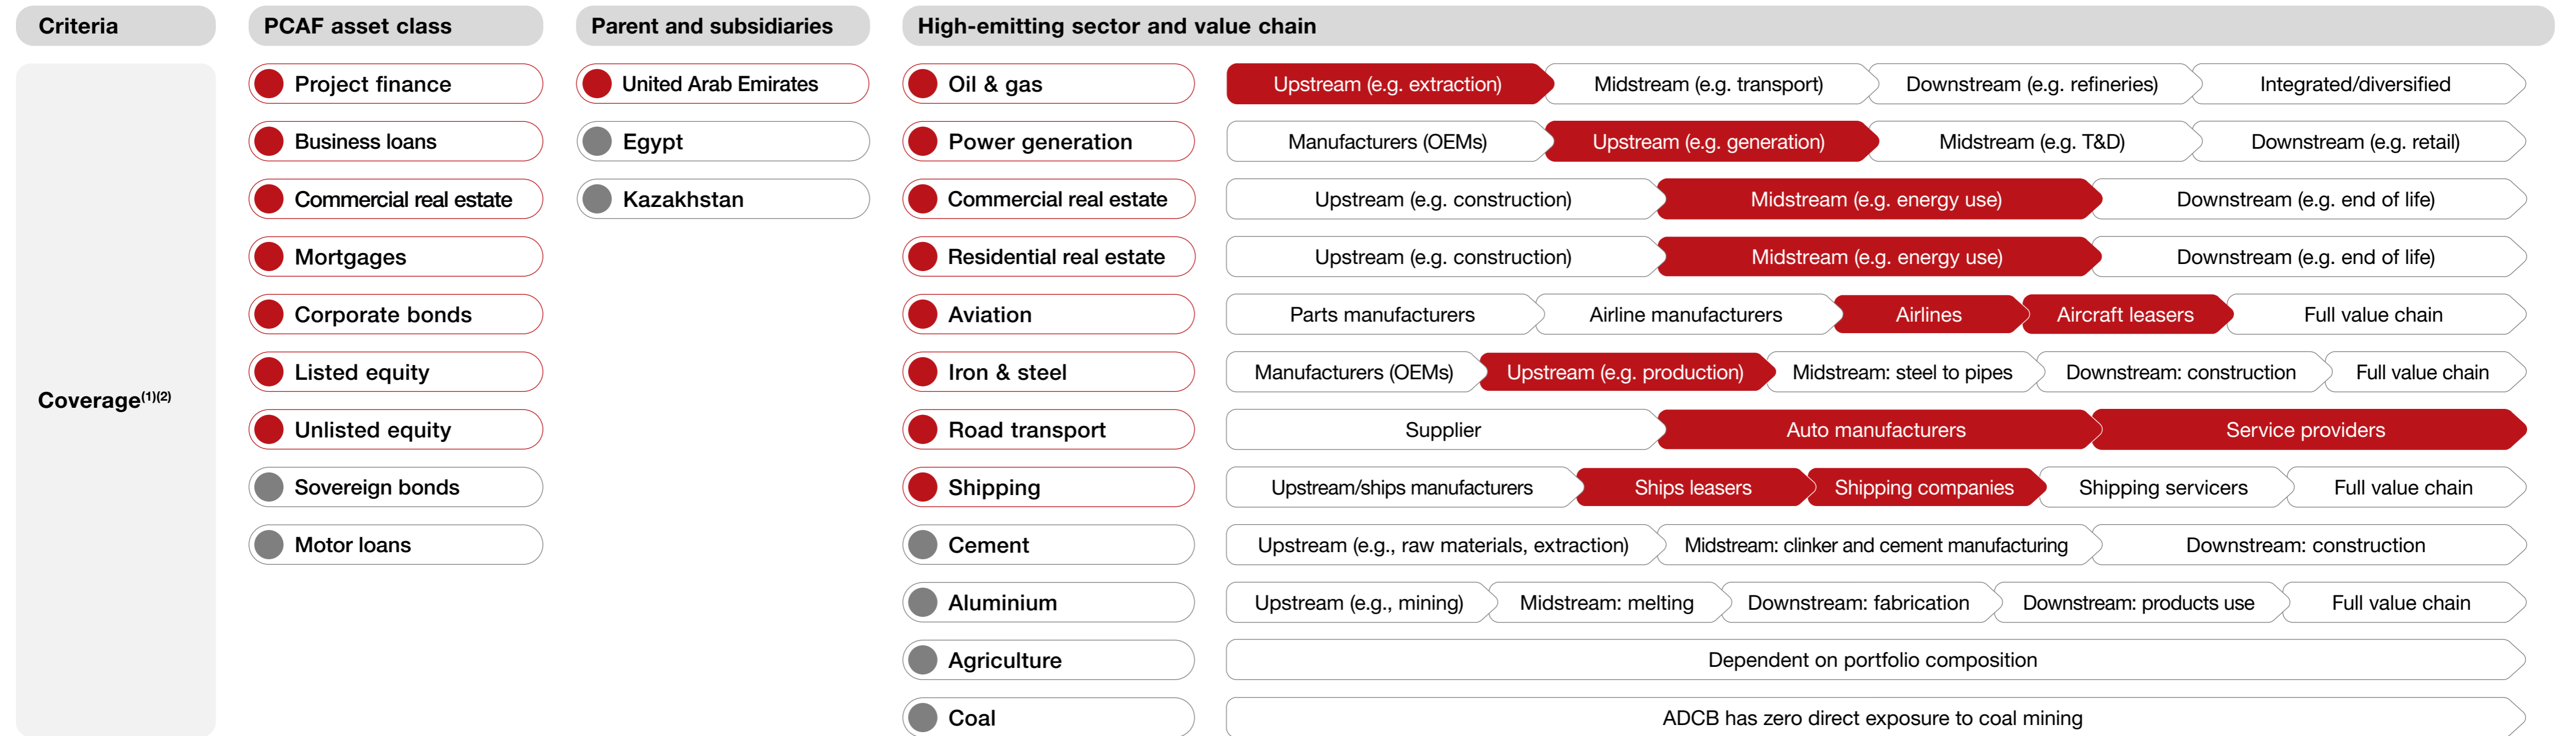 Criteria
PCAF asset class
Parent and subsidiaries
High-emitting sector and value chain
Coverage(1)(2)
Project finance
Business loans
Commercial real estate
Mortgages
Corporate bonds
Listed equity
Unlisted equity
Sovereign bonds
Motor loans
United Arab Emirates
Egypt
Kazakhstan
Oil & gas
Upstream (e.g. extraction)
Midstream (e.g. transport)
Downstream (e.g. refineries)
Integrated/diversified
Power generation
Manufacturers (OEMs)
Upstream (e.g. generation)
Midstream (e.g. T&D)
Downstream (e.g. retail)
Commercial real estate
Upstream (e.g. construction)
Midstream (e.g. energy use)
Downstream (e.g. end of life)
Residential real estate
Upstream (e.g. construction)
Midstream (e.g. energy use)
Downstream (e.g. end of life)
Aviation
Parts manufacturers
Airline manufacturers
Airlines
Aircraft leasers
Full value chain
Iron & steel
Manufacturers (OEMs)
Upstream (e.g. production)
Midstream: steel to pipes
Downstream: construction
Full value chain
Road transport
Supplier
Auto manufacturers
Service providers
Shipping
Upstream/ships manufacturers
Ships leasers
Shipping companies
Shipping servicers
Full value chain
Cement
Upstream (e.g., raw materials, extraction)
Midstream: clinker and cement manufacturing
Downstream: construction
Aluminium
Upstream (e.g., mining)
Midstream: melting
Downstream: fabrication
Downstream: products use
Full value chain
Agriculture
Dependent on portfolio composition
Coal
ADCB has zero direct exposure to coal mining